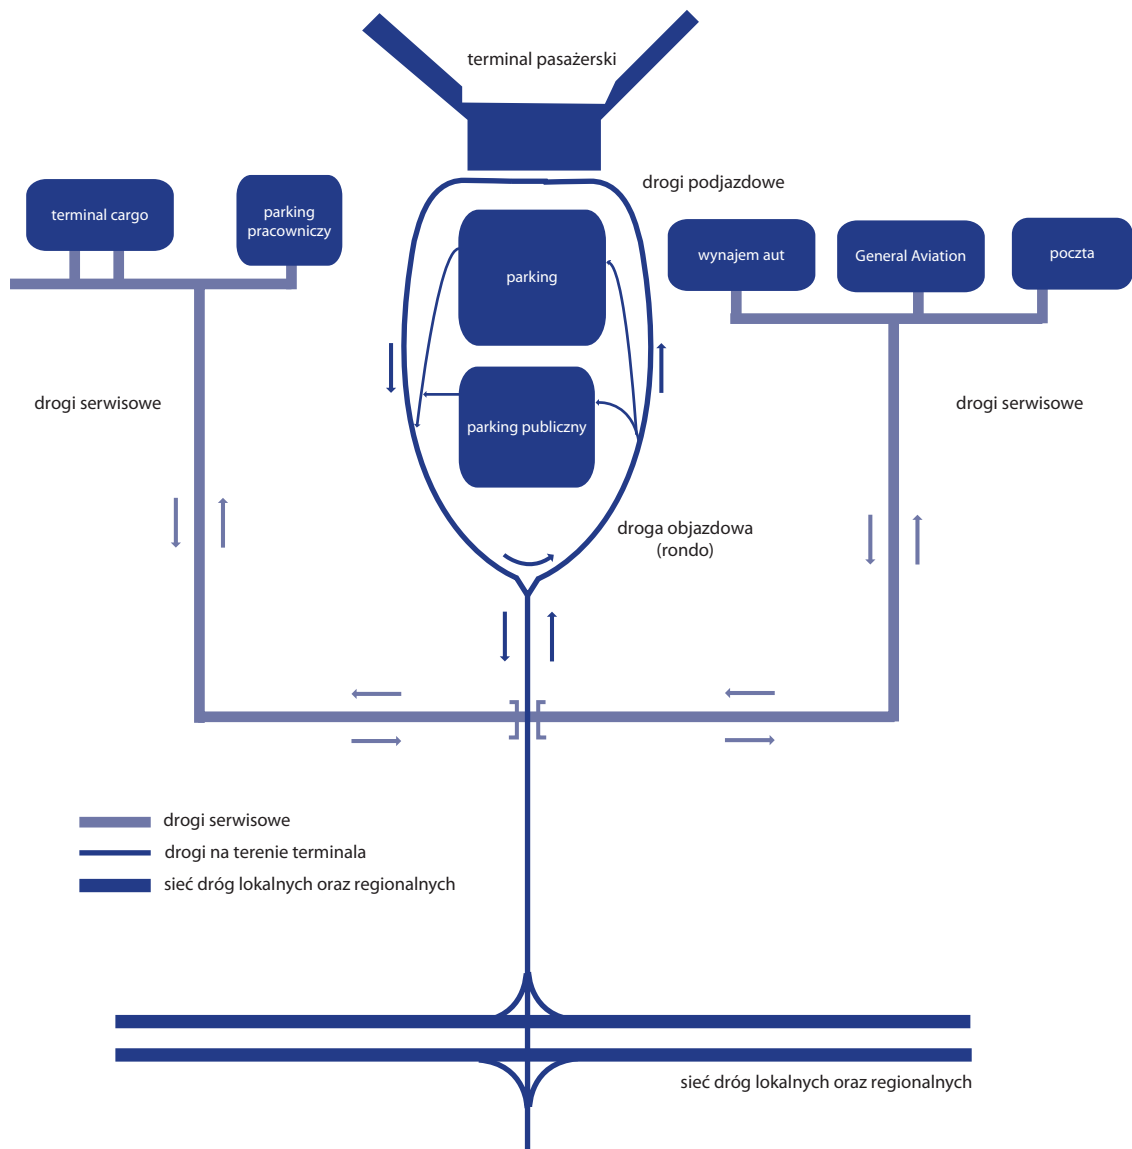 terminal pasażerski
drogi podjazdowe
terminal cargo
parking
pracowniczy
wynajem aut
General Aviation
poczta
parking
drogi serwisowe
drogi serwisowe
parking publiczny
droga objazdowa
(rondo)
drogi serwisowe
drogi na terenie terminala
sieć dróg lokalnych oraz regionalnych
sieć dróg lokalnych oraz regionalnych